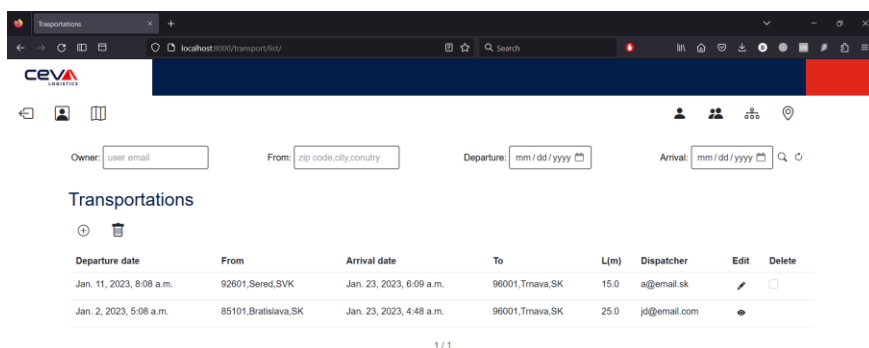 Trasportations
localhost:8000/transport/list/
Search
CEVA
LOGISTICS
Owner: user email From: zip code,city,conutry Departure: mm / dd / yyyy Arrival: mm / dd / yyyy
Transportations
Departure date From Arrival date To L(m) Dispatcher Edit Delete
Jan. 11, 2023, 8:08 a.m. 92601,Sered,SVK Jan. 23, 2023, 6:09 a.m. 96001,Trnava,SK 15.0 a@email.sk
Jan. 2, 2023, 5:08 a.m. 85101,Bratislava,SK Jan. 23, 2023, 4:48 a.m. 96001,Trnava,SK 25.0 jd@email.com
1 / 1